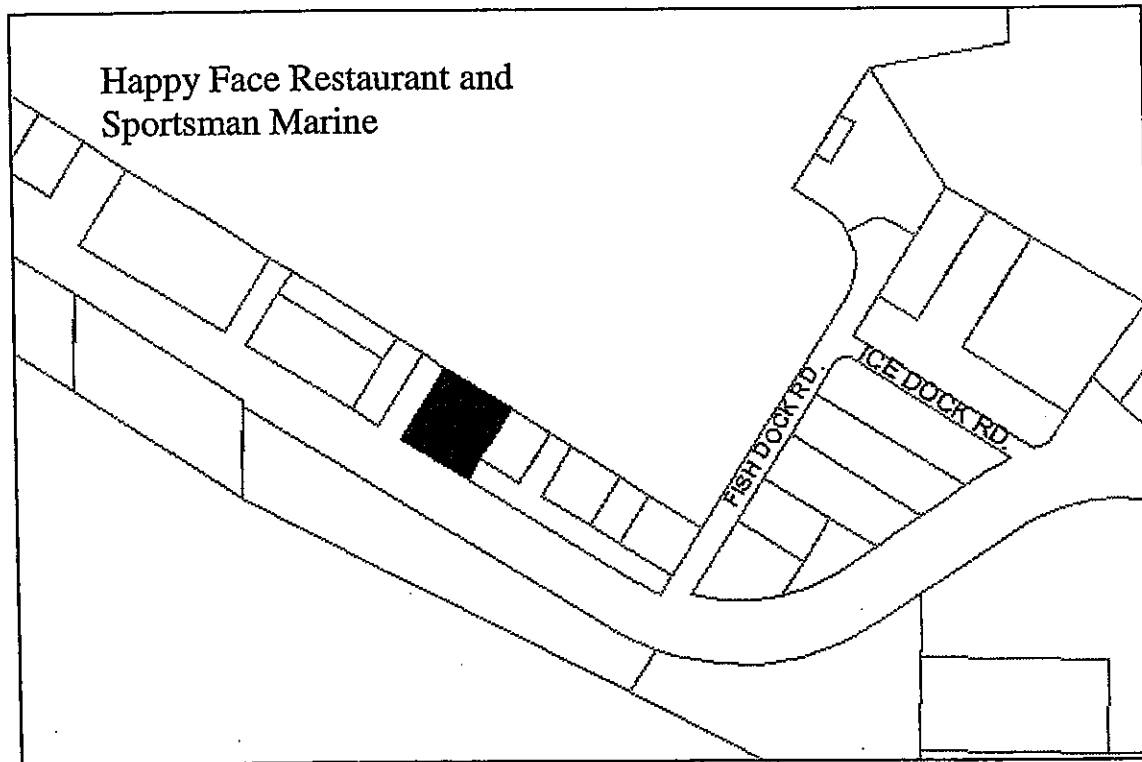 Happy Face Restaurant and
Sportsman Marine
FISH DOCK RD.
ICE DOCK RD.